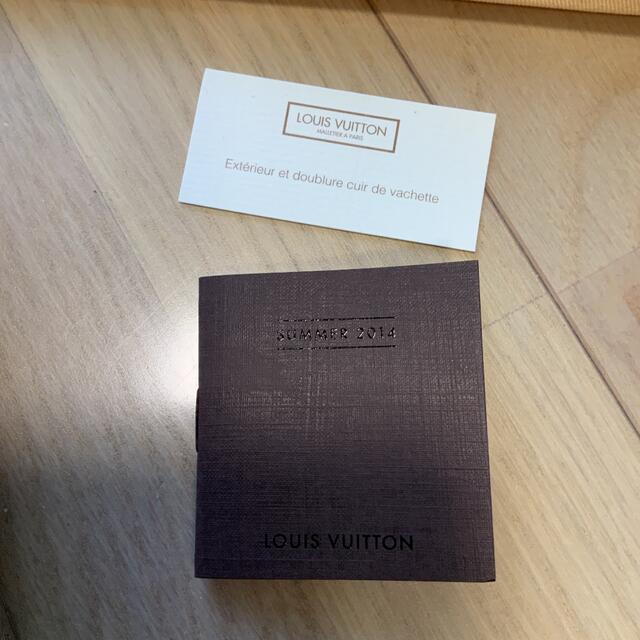 LOUIS VUITTON
MALLETIER A PARIS
Extérieur et doublure cuir de vachette
SUMMER 2014
LOUIS VUITTON